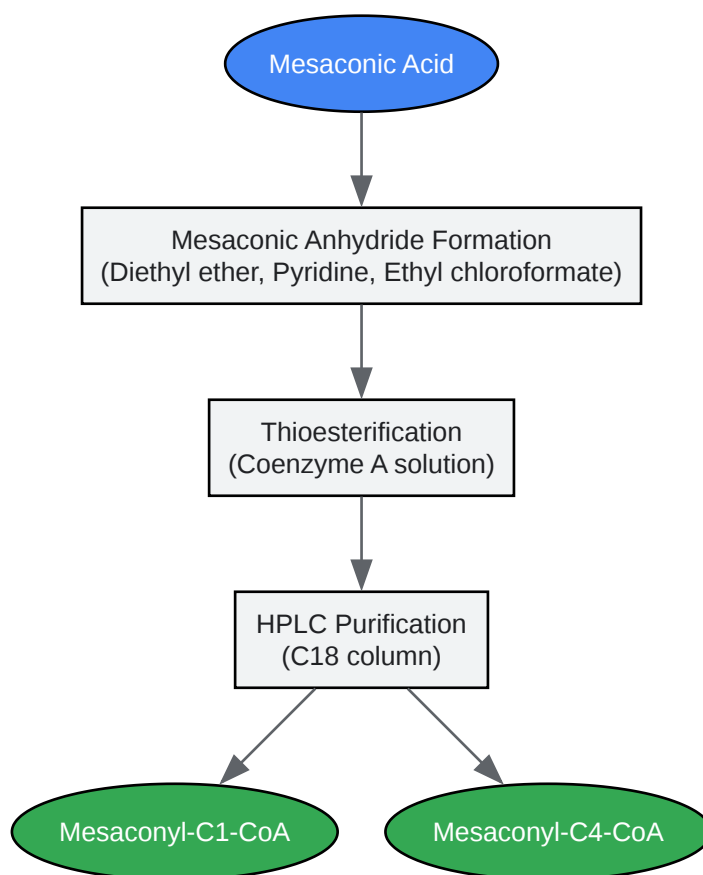 Mesaconic Acid
Mesaconic Anhydride Formation
(Diethyl ether, Pyridine, Ethyl chloroformate)
Thioesterification
(Coenzyme A solution)
HPLC Purification
(C18 column)
Mesaconyl-C1-CoA
Mesaconyl-C4-CoA